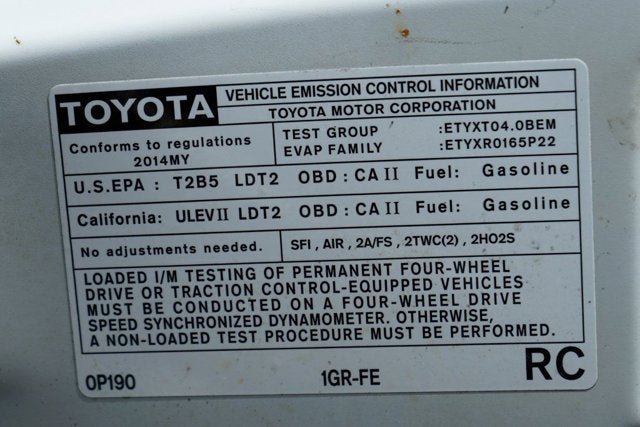 TOYOTA VEHICLE EMISSION CONTROL INFORMATION
TOYOTA MOTOR CORPORATION
Conforms to regulations
2014MY
TEST GROUP :ETYXT04.0BEM
EVAP FAMILY :ETYXR0165P22
U.S.EPA : T2B5 LDT2 OBD : CA II Fuel: Gasoline
California: ULEV II LDT2 OBD : CA II Fuel: Gasoline
No adjustments needed. SFI , AIR , 2A/FS , 2TWC(2) , 2HO2S
LOADED I/M TESTING OF PERMANENT FOUR-WHEEL
DRIVE OR TRACTION CONTROL-EQUIPPED VEHICLES
MUST BE CONDUCTED ON A FOUR-WHEEL DRIVE
SPEED SYNCHRONIZED DYNAMOMETER. OTHERWISE,
A NON-LOADED TEST PROCEDURE MUST BE PERFORMED.
0P190 1GR-FE RC